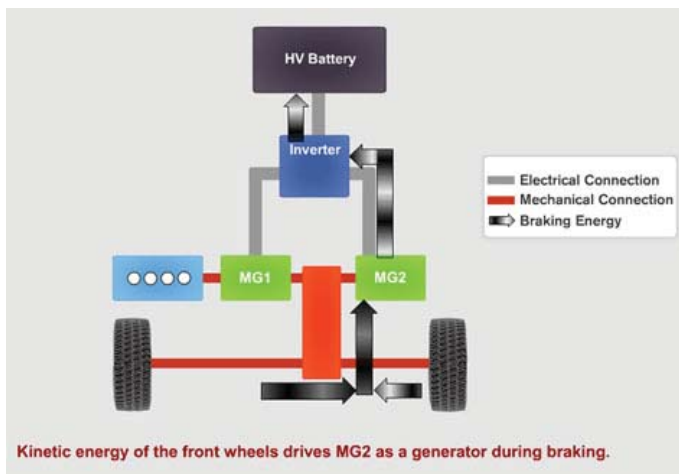 HV Battery
Inverter
Electrical Connection
Mechanical Connection
Braking Energy
MG1
MG2
Kinetic energy of the front wheels drives MG2 as a generator during braking.